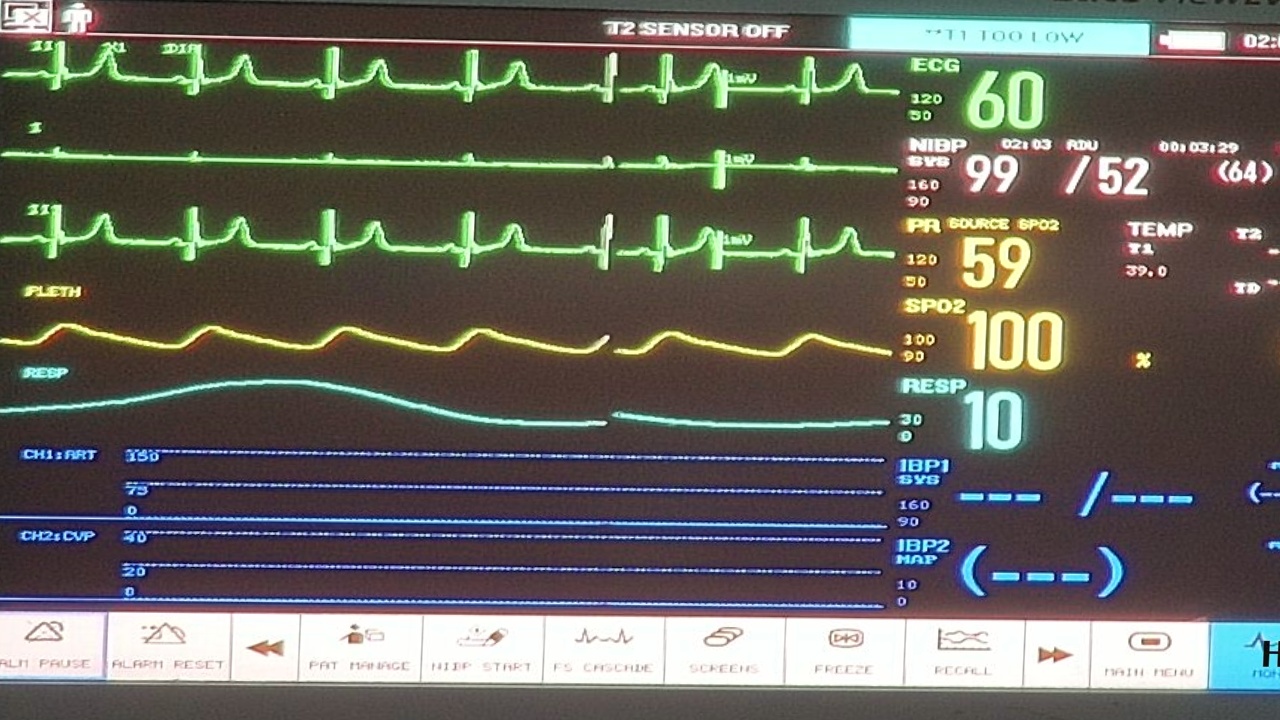 T2 SENSOR OFF
**T1 TOO LOW
02:
II X1 DIA
1mV
ECG
60
120
50
I
1mV
NIBP 02:03 ADU 00:03:29
SYS
99 /52 (64)
160
90
II
1mV
PR SOURCE SPO2
59
120
50
TEMP T2
T1
39.0
TD
PLETH
SPO2
100
100
90
%
RESP
RESP
10
30
0
CH1:ART 150
75
0
IBP1
SYS
160
90
--- /---
(--
CH2:CVP 40
20
0
IBP2
MAP
10
0
(---)
ALM PAUSE ALARM RESET PAT MANAGE NIBP START FS CASCADE SCREENS FREEZE RECALL MAIN MENU MON
H